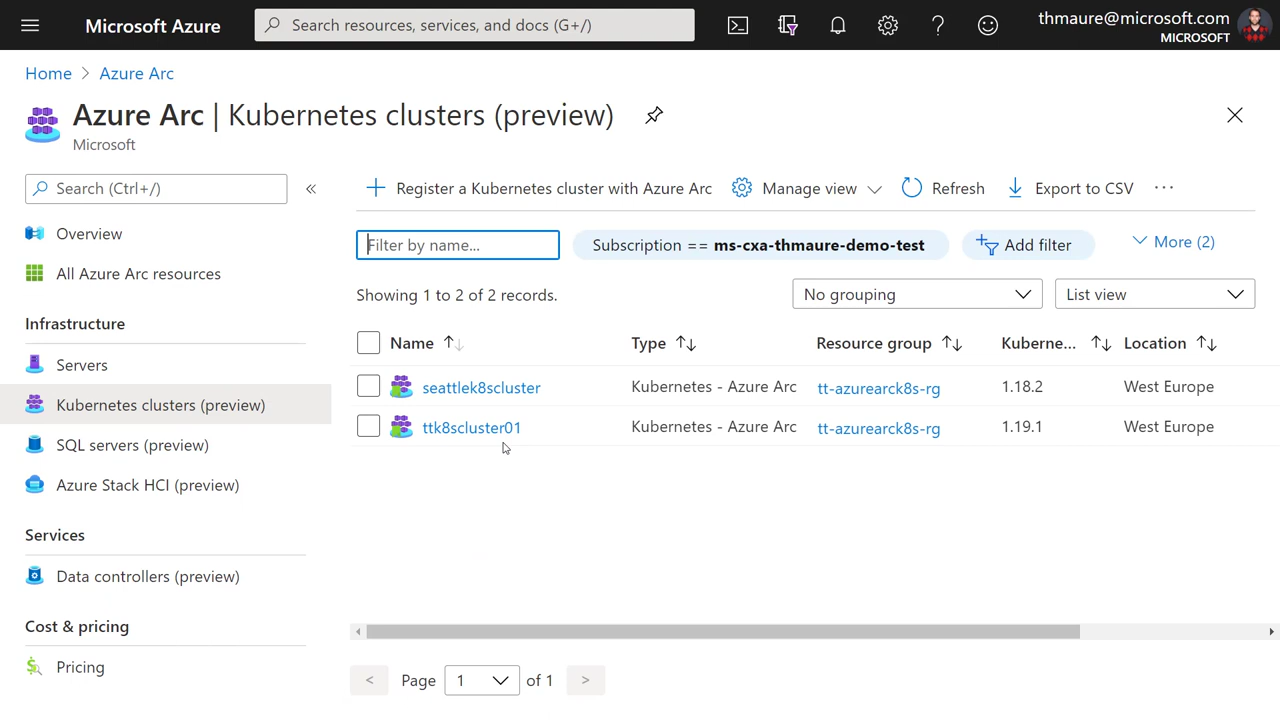 Microsoft Azure
Search resources, services, and docs (G+/)
thmaure@microsoft.com
MICROSOFT
Home > Azure Arc
Azure Arc | Kubernetes clusters (preview)
Microsoft
Search (Ctrl+/)
«
Overview
All Azure Arc resources
Infrastructure
Servers
Kubernetes clusters (preview)
SQL servers (preview)
Azure Stack HCI (preview)
Services
Data controllers (preview)
Cost & pricing
Pricing
Register a Kubernetes cluster with Azure Arc Manage view Refresh Export to CSV ...
Filter by name... Subscription == ms-cxa-thmaure-demo-test Add filter More (2)
Showing 1 to 2 of 2 records. No grouping List view
Name Type Resource group Kuberne... Location
seattlek8scluster Kubernetes - Azure Arc tt-azurearck8s-rg 1.18.2 West Europe
ttk8scluster01 Kubernetes - Azure Arc tt-azurearck8s-rg 1.19.1 West Europe
< Page 1 of 1 >